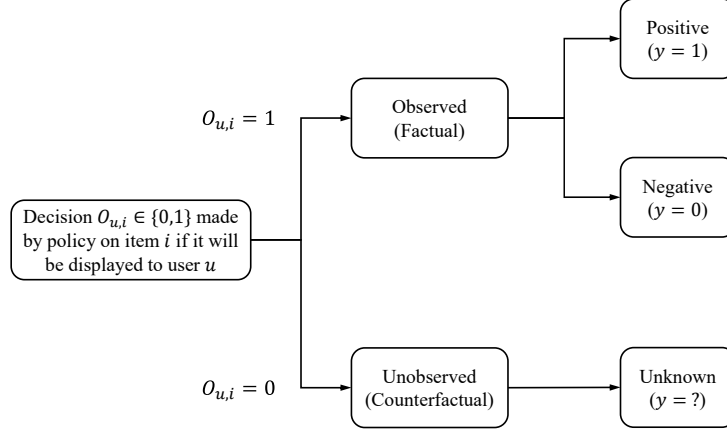 Positive
(y = 1)
O_{u,i} = 1
Observed
(Factual)
Negative
(y = 0)
Decision O_{u,i} ∈ {0,1} made
by policy on item i if it will
be displayed to user u
O_{u,i} = 0
Unobserved
(Counterfactual)
Unknown
(y = ?)